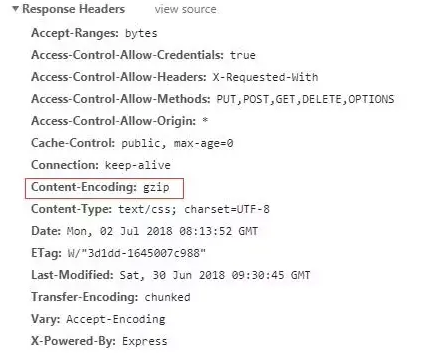 Response Headers view source
Accept-Ranges: bytes
Access-Control-Allow-Credentials: true
Access-Control-Allow-Headers: X-Requested-With
Access-Control-Allow-Methods: PUT,POST,GET,DELETE,OPTIONS
Access-Control-Allow-Origin: *
Cache-Control: public, max-age=0
Connection: keep-alive
Content-Encoding: gzip
Content-Type: text/css; charset=UTF-8
Date: Mon, 02 Jul 2018 08:13:52 GMT
ETag: W/"3d1dd-1645007c988"
Last-Modified: Sat, 30 Jun 2018 09:30:45 GMT
Transfer-Encoding: chunked
Vary: Accept-Encoding
X-Powered-By: Express